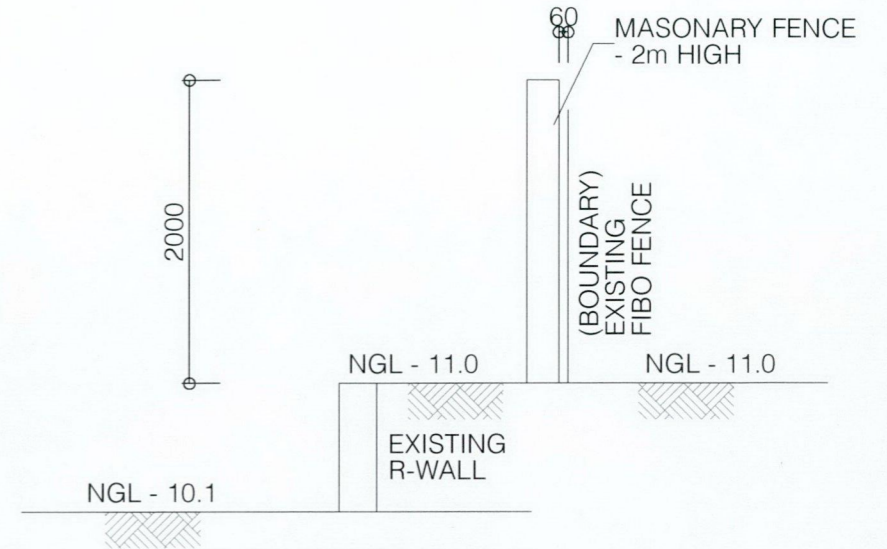 60
MASONARY FENCE
- 2m HIGH
2000
(BOUNDARY)
EXISTING
FIBO FENCE
NGL - 11.0
NGL - 11.0
EXISTING
R-WALL
NGL - 10.1